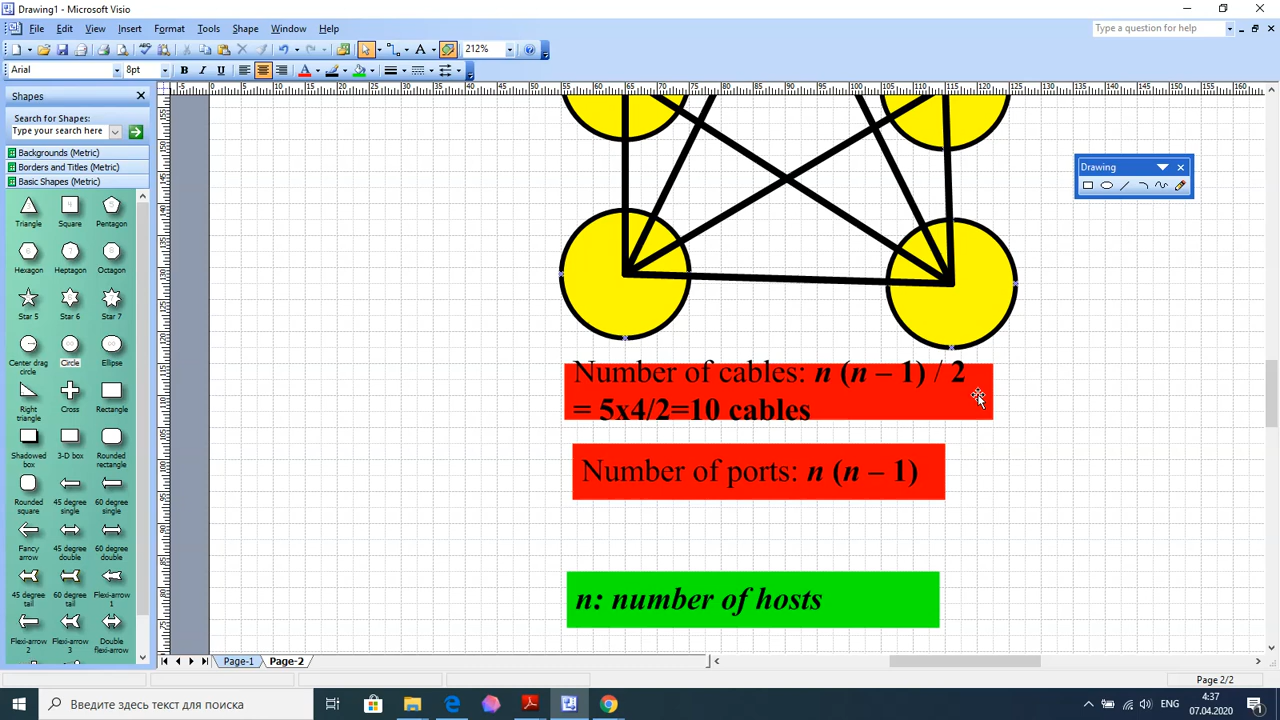 Drawing1 - Microsoft Visio
File Edit View Insert Format Tools Shape Window Help
Type a question for help
212%
Arial 8pt
B I U A
Shapes
Search for Shapes:
Type your search here
Backgrounds (Metric)
Borders and Titles (Metric)
Basic Shapes (Metric)
Triangle Square Pentagon
Hexagon Heptagon Octagon
Star 5 Star 6 Star 7
Center drag circle Circle Ellipse
Right triangle Cross Rectangle
Shadowed box 3-D box Rounded rectangle
Rounded square 45 degree single 60 degree single
Fancy arrow 45 degree double 60 degree double
45 degree tail 60 degree tail Flexi-arrow 1
Flexi-arrow 2 Flexi-arrow 3 Double
Drawing
Number of cables: n (n – 1) / 2
= 5x4/2=10 cables
Number of ports: n (n – 1)
n: number of hosts
Page-1 Page-2
Page 2/2
Введите здесь текст для поиска
ENG
4:37
07.04.2020